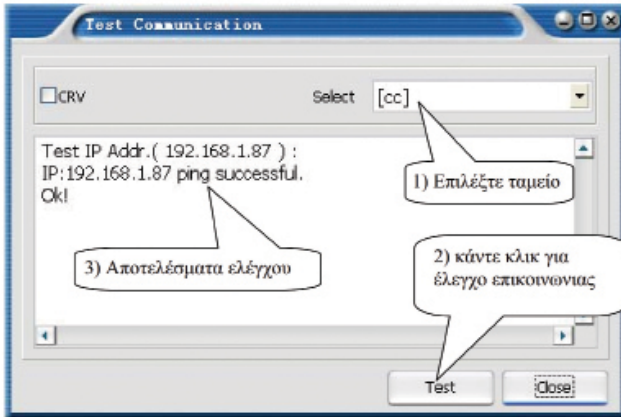 Test Communication
CRV
Select [cc]
Test IP Addr.( 192.168.1.87 ) :
IP:192.168.1.87 ping successful.
Ok!
1) Επιλέξτε ταμείο
3) Αποτελέσματα ελέγχου
2) κάντε κλικ για
έλεγχο επικοινωνιας
Test
Close